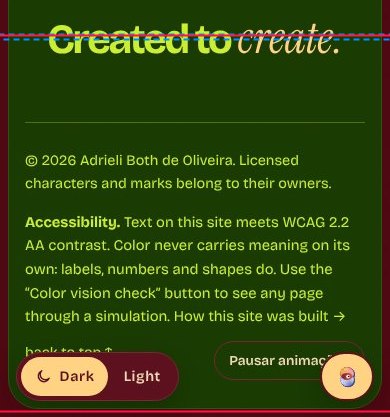 Created to create.
© 2026 Adrieli Both de Oliveira. Licensed
characters and marks belong to their owners.
Accessibility. Text on this site meets WCAG 2.2
AA contrast. Color never carries meaning on its
own: labels, numbers and shapes do. Use the
“Color vision check” button to see any page
through a simulation. How this site was built →
back to top ↑
Pausar animaç
Dark Light